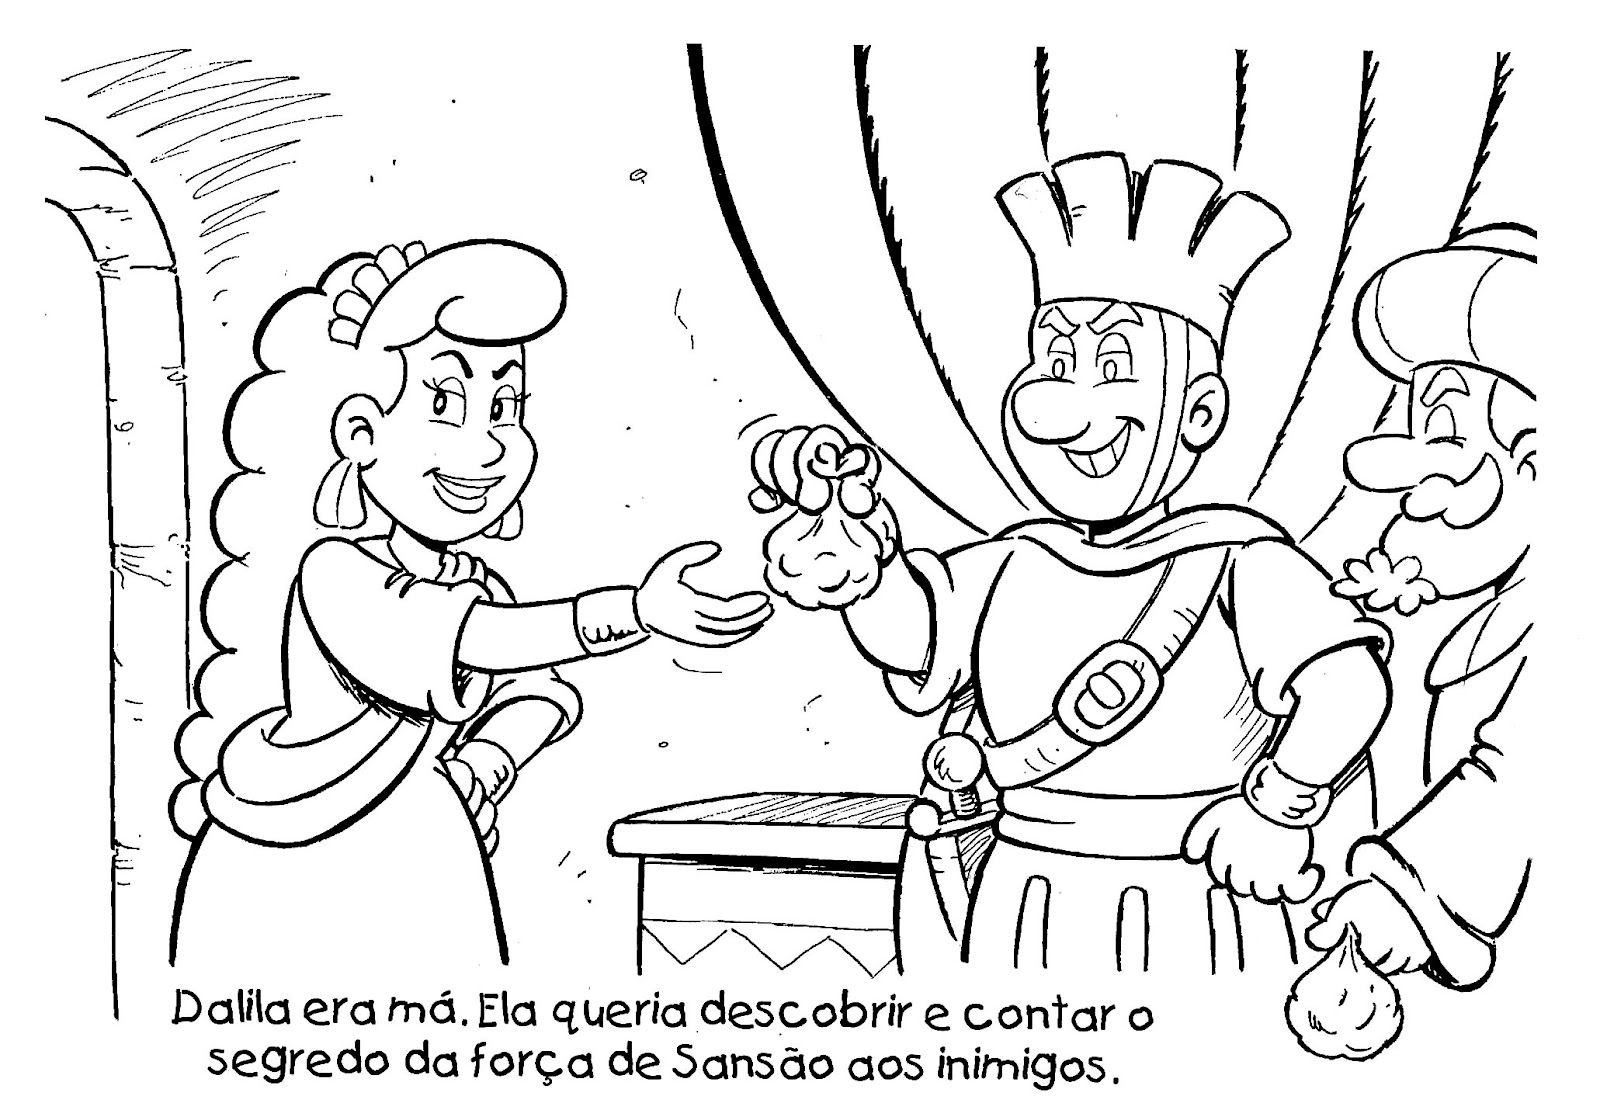 Dalila era má. Ela queria descobrir e contar o
segredo da força de Sansão aos inimigos.